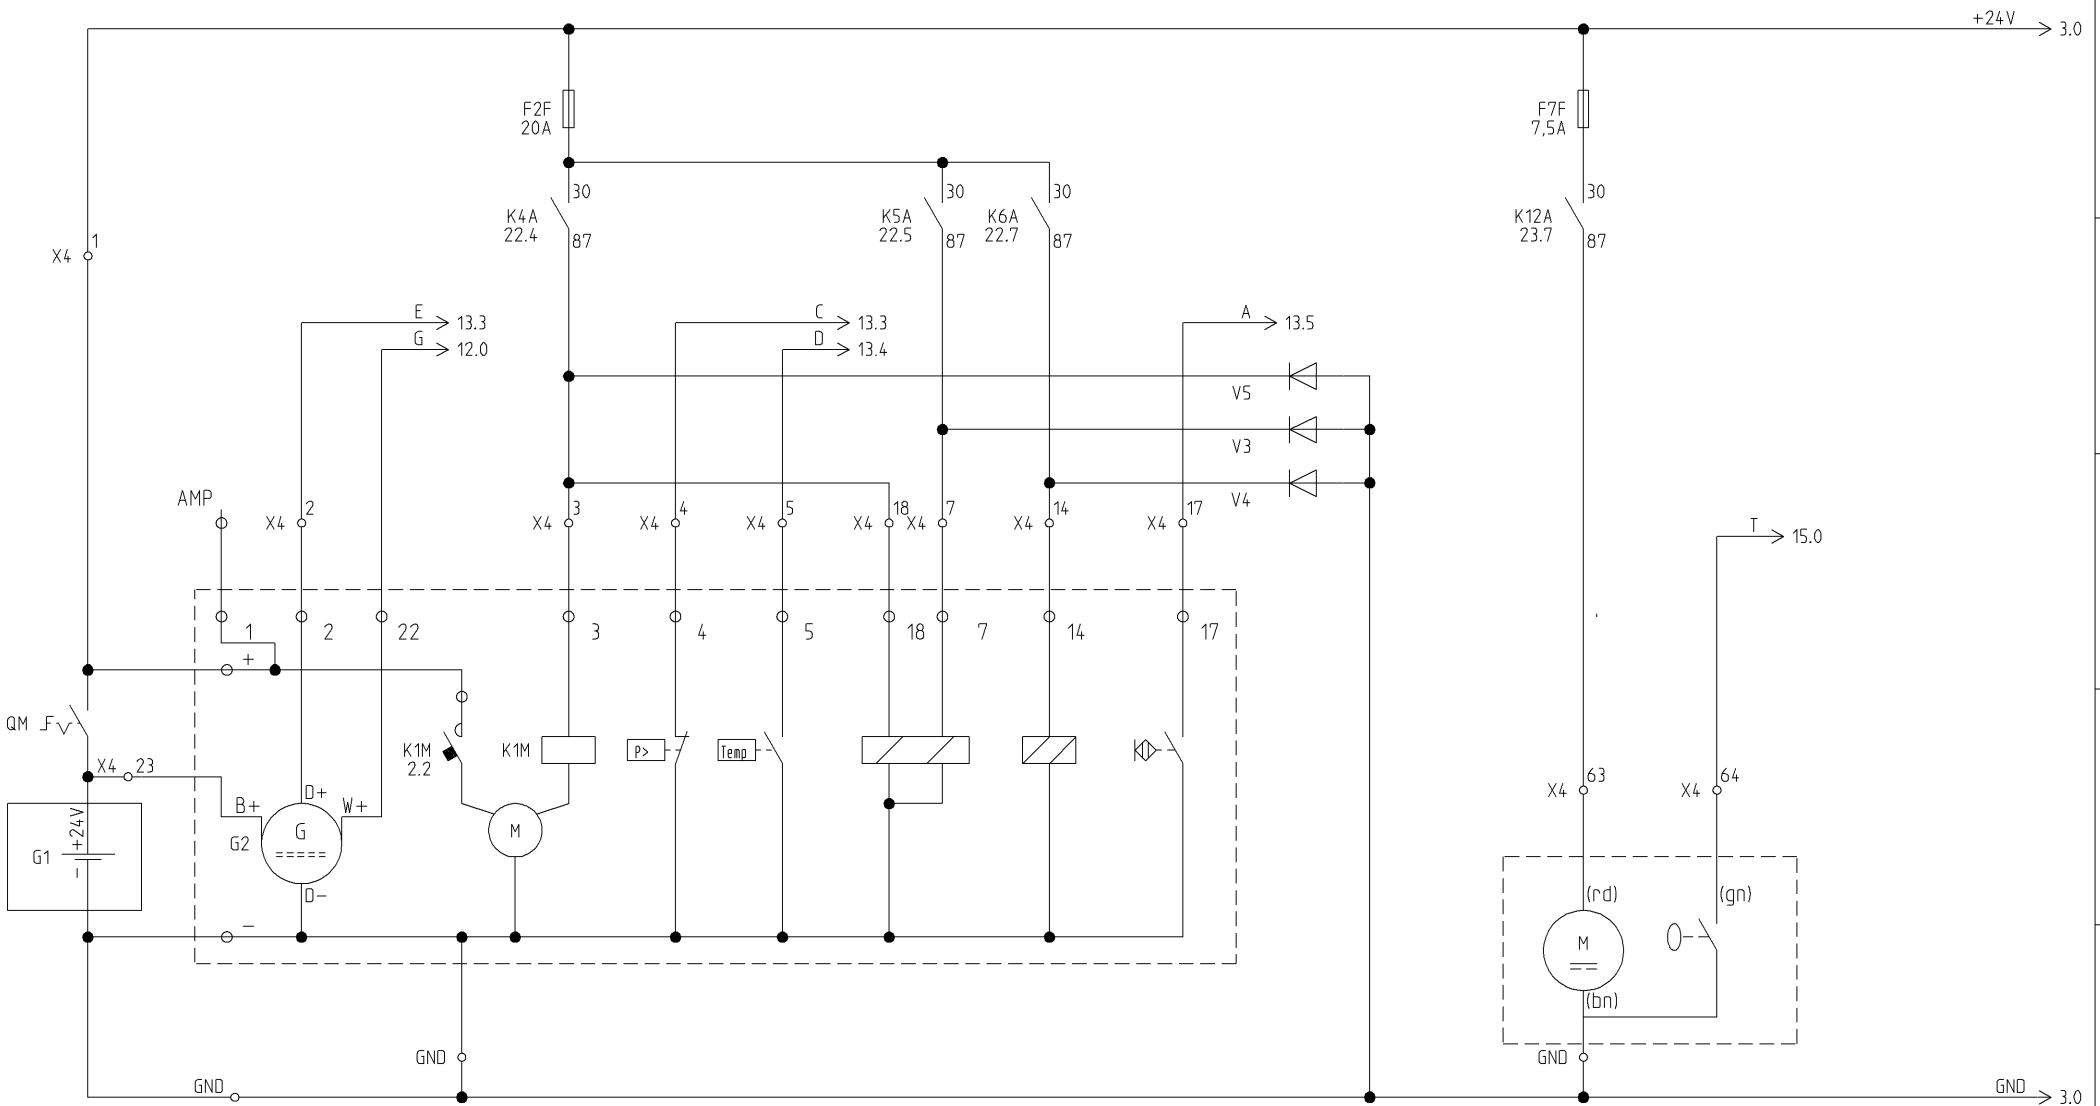 +24V 3.0
F2F
20A
F7F
7,5A
30 30 30 30
K4A
22.4
K5A
22.5
K6A
22.7
K12A
23.7
87 87 87 87
X4 1
E 13.3
G 12.0
C 13.3
D 13.4
A 13.5
V5
V3
V4
AMP
X4 2
X4 3
X4 4
X4 5
X4 18
X4 7
X4 14
X4 17
T 15.0
1 2 22 3 4 5 18 7 14 17
+
QM
K1M
2.2
K1M
P>
Temp
X4 23
X4 63
X4 64
B+ D+ W+
G2
G
D-
M
G1
+24V
-
-
(rd) (gn)
M
(bn)
GND
GND
GND
GND 3.0